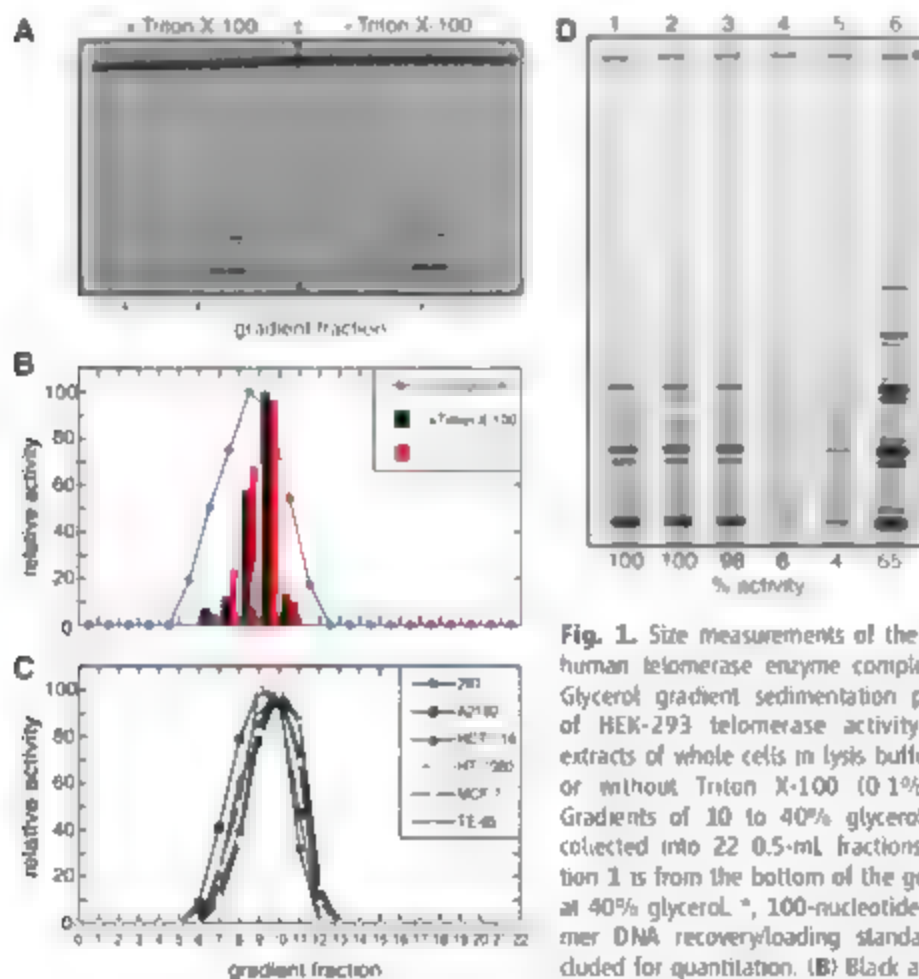 A
Triton X-100
+ Triton X-100
gradient fraction
B
relative activity
100
80
60
40
20
0
+Triton X-100
C
relative activity
100
80
60
40
20
0
293
MCF-7
0 1 2 3 4 5 6 7 8 9 10 11 12 13 14 15 16 17 18 19 20 21 22
gradient fraction
D
1 2 3 4 5 6
100 100 98 6 4 65
% activity
Fig. 1. Size measurements of the
human telomerase enzyme comple
Glycerol gradient sedimentation p
of HEK-293 telomerase activity
extracts of whole cells in lysis buffe
or without Triton X-100 (0.1%
Gradients of 10 to 40% glycerol
collected into 22 0.5-mL fractions
tion 1 is from the bottom of the g
at 40% glycerol. *, 100-nucleotide
mer DNA recovery/loading standa
cluded for quantitation. (B) Black a